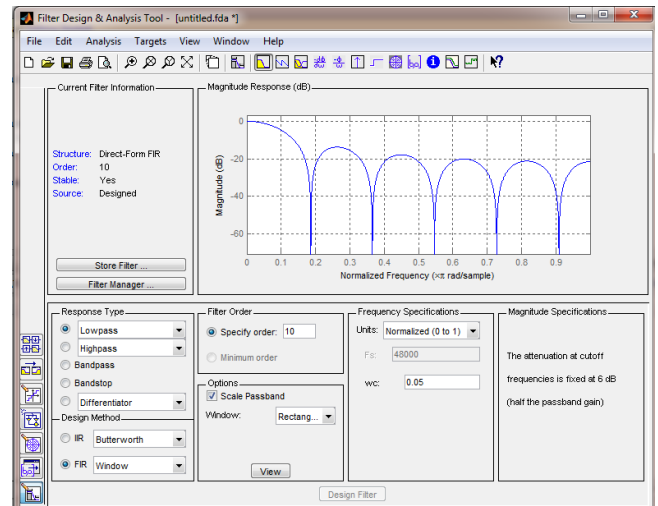 Filter Design & Analysis Tool - [untitled.fda *]
File Edit Analysis Targets View Window Help
Current Filter Information
Structure: Direct-Form FIR
Order: 10
Stable: Yes
Source: Designed
Store Filter ...
Filter Manager ...
Magnitude Response (dB)
Magnitude (dB)
0
-20
-40
-60
0 0.1 0.2 0.3 0.4 0.5 0.6 0.7 0.8 0.9
Normalized Frequency (×π rad/sample)
Response Type
Lowpass
Highpass
Bandpass
Bandstop
Differentiator
Design Method
IIR Butterworth
FIR Window
Filter Order
Specify order: 10
Minimum order
Options
Scale Passband
Window: Rectang...
View
Frequency Specifications
Units: Normalized (0 to 1)
Fs: 48000
wc: 0.05
Magnitude Specifications
The attenuation at cutoff
frequencies is fixed at 6 dB
(half the passband gain)
Design Filter